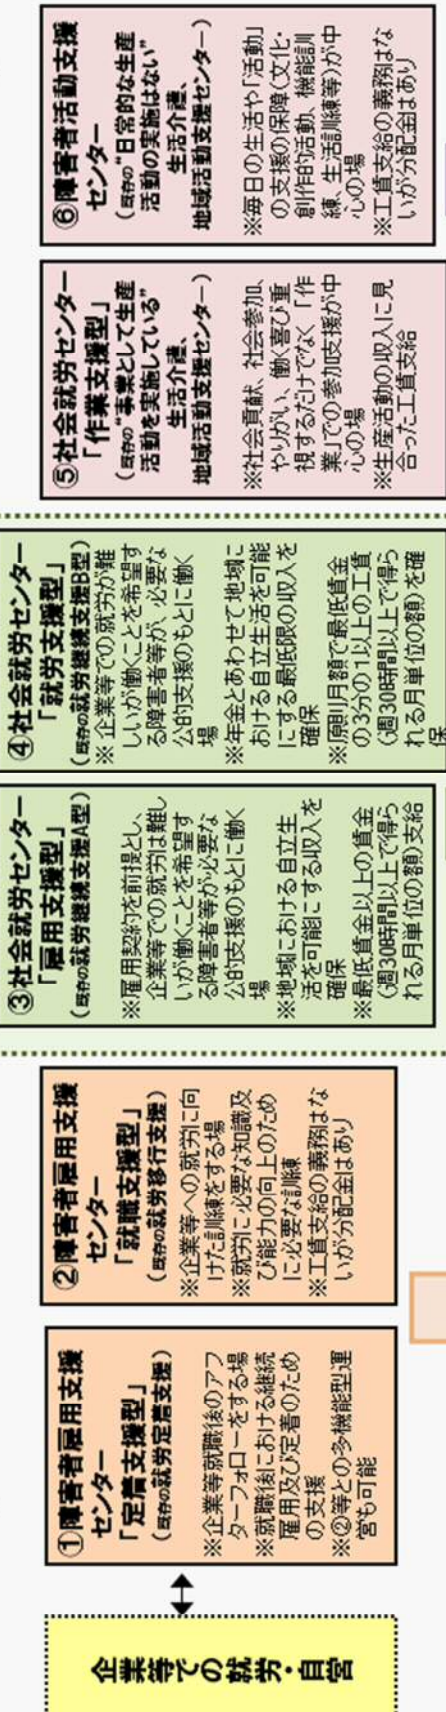 企業等での就労・自営
①障害者雇用支援
センター
「定着支援型」
(既存の就労定着支援)
※企業等就職後のアフ
ターフォローをする場
※就職後における継続
雇用及び定着のため
の支援
※②等との多機能型運
営も可能
②障害者雇用支援
センター
「就職支援型」
(既存の就労移行支援)
※企業等への就労に向
けた訓練をする場
※就労に必要な知識及
び能力の向上のため
に必要な訓練
※工賃支給の義務はな
いが分配金はあり
③社会就労センター
「雇用支援型」
(既存の就労継続支援A型)
※雇用契約を前提とし、
企業等での就労は難し
いが働くことを希望す
る障害者等が必要な
公的支援のもとに働く
場
※地域における自立生
活を可能にする収入を
確保
※最低賃金以上の賃金
(週30時間以上で得ら
れる月単位の額)支給
④社会就労センター
「就労支援型」
(既存の就労継続支援B型)
※企業等での就労が難
しいが働くことを希望す
る障害者等が、必要な
公的支援のもとに働く
場
※年金とあわせて地域に
おける自立生活を可能
にする最低限の収入を
確保
※原則月額で最低賃金
の3分の1以上の工賃
(週30時間以上で得ら
れる月単位の額)を確
保
⑤社会就労センター
「作業支援型」
(既存の"事業として生産
活動を実施している"
生活介護、
地域活動支援センター)
※社会貢献、社会参加、
やりがい、働く喜び重
視するだけでなく「作
業」での参加支援が中
心の場
※生産活動の収入に見
合った工賃支給
⑥障害者活動支援
センター
(既存の"日常的な生産
活動の実施はない"
生活介護、
地域活動支援センター)
※毎日の生活や「活動」
の支援の保障(文化・
創作的活動、機能訓
練、生活訓練等)が中
心の場
※工賃支給の義務はな
いが分配金はあり